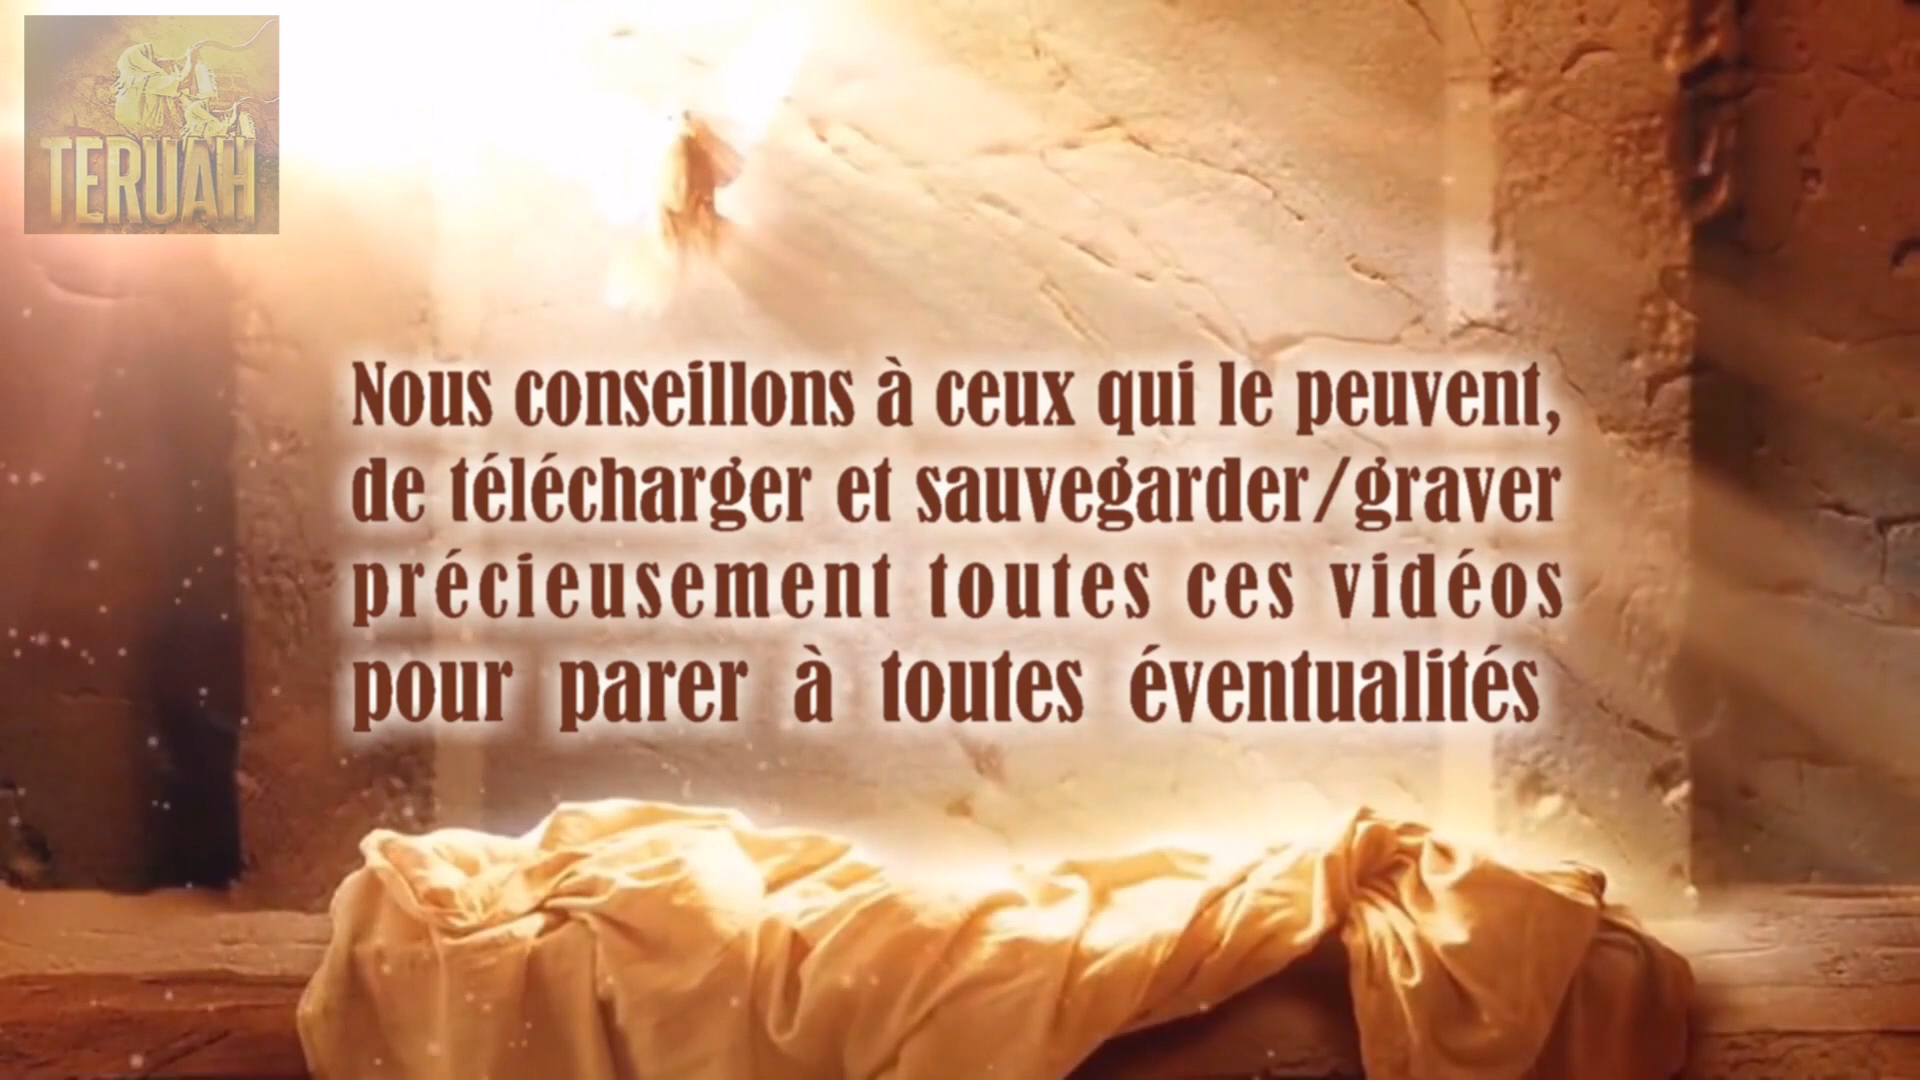 TERUAH
Nous conseillons à ceux qui le peuvent,
de télécharger et sauvegarder/graver
précieusement toutes ces vidéos
pour parer à toutes éventualités